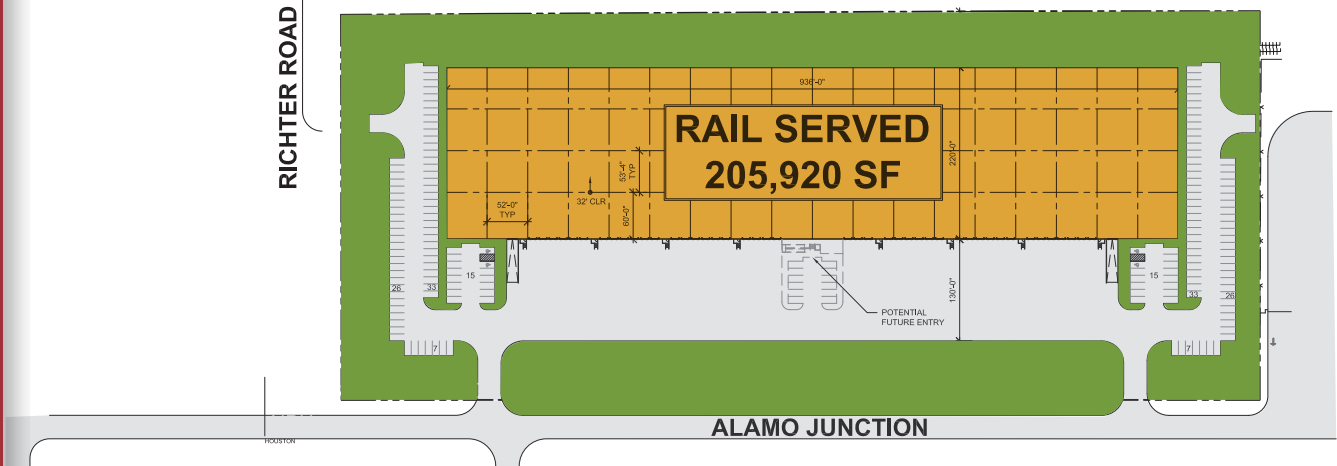 RICHTER ROAD
936'-0"
RAIL SERVED
205,920 SF
220'-0"
53'-4"
TYP
52'-0"
TYP
32' CLR
60'-0"
15
15
26
33
33
26
130'-0"
POTENTIAL
FUTURE ENTRY
7
7
ALAMO JUNCTION
HOUSTON